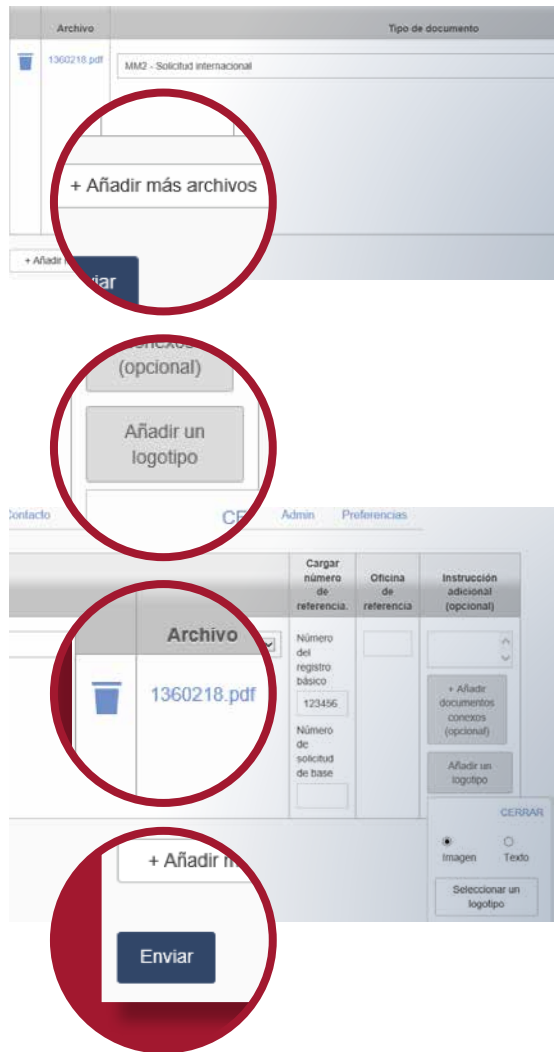 Archivo
Tipo de documento
1360218.pdf
MM2 - Solicitud internacional
+ Añadir más archivos
+ Añadir
viar
conexos
(opcional)
Añadir un
logotipo
Contacto
CE
Admin
Preferencias
Cargar
número
de
referencia.
Oficina
de
referencia
Instrucción
adicional
(opcional)
Archivo
1360218.pdf
Número
del
registro
básico
123456
Número
de
solicitud
de base
+ Añadir
documentos
conexos
(opcional)
Añadir un
logotipo
CERRAR
Imagen
Texto
Seleccionar un
logotipo
+ Añadir m
Enviar